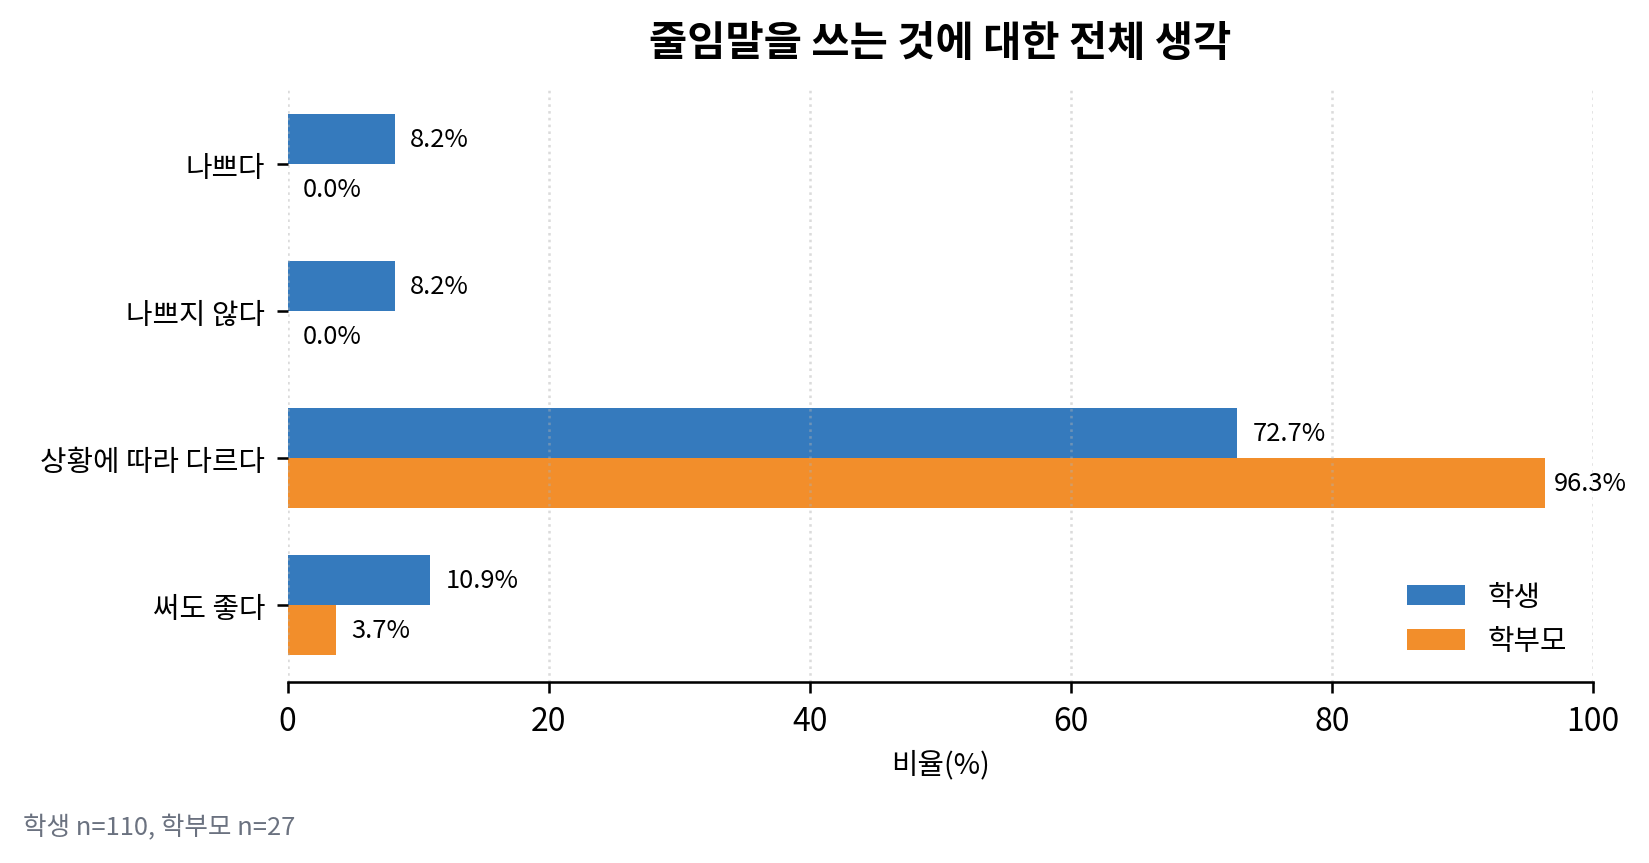 줄임말을 쓰는 것에 대한 전체 생각
나쁘다
8.2%
0.0%
나쁘지 않다
8.2%
0.0%
상황에 따라 다르다
72.7%
96.3%
써도 좋다
10.9%
3.7%
학생
학부모
0 20 40 60 80 100
비율(%)
학생 n=110, 학부모 n=27